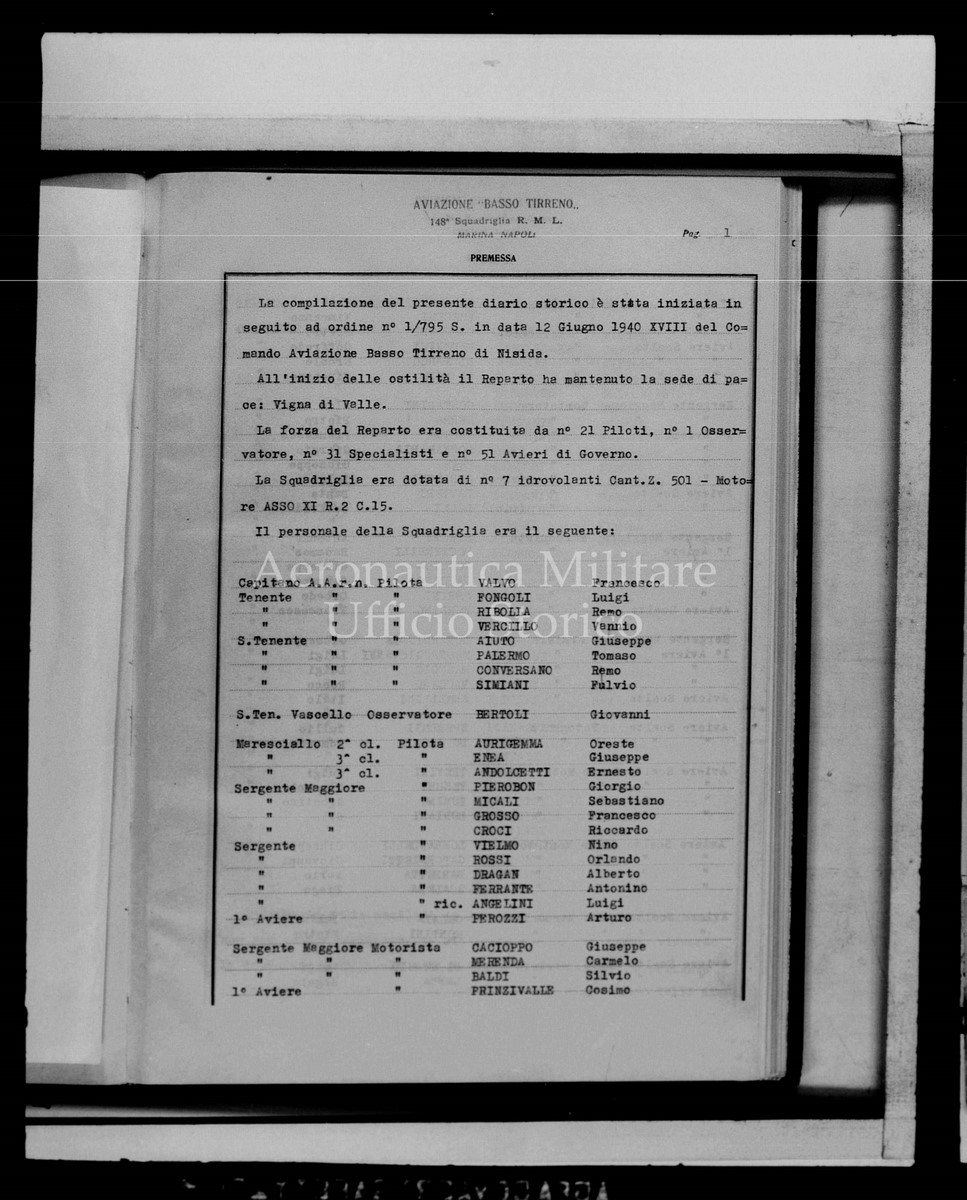 AVIAZIONE "BASSO TIRRENO„
148ª Squadriglia R. M. L.
MARINA NAPOLI
Pag. 1
PREMESSA
La compilazione del presente diario storico è stata iniziata in
seguito ad ordine n° 1/795 S. in data 12 Giugno 1940 XVIII del Co=
mando Aviazione Basso Tirreno di Nisida.
All'inizio delle ostilità il Reparto ha mantenuto la sede di pa=
ce: Vigna di Valle.
La forza del Reparto era costituita da n° 21 Piloti, n° 1 Osser=
vatore, n° 31 Specialisti e n° 51 Avieri di Governo.
La Squadriglia era dotata di n° 7 idrovolanti Cant.Z. 501 - Moto=
re ASSO XI R.2 C.15.
Il personale della Squadriglia era il seguente:
Aeronautica Militare
Ufficio Storico
Capitano A.A.r.n. Pilota VALVO Francesco
Tenente " " FONGOLI Luigi
" " " RIBOLLA Remo
" " " VERCILLO Vannio
S.Tenente " " AIUTO Giuseppe
" " " PALERMO Tomaso
" " " CONVERSANO Remo
" " " SIMIANI Fulvio
S.Ten. Vascello Osservatore BERTOLI Giovanni
Maresciallo 2^ cl. Pilota AURIGEMMA Oreste
" 3^ cl. " ENEA Giuseppe
" 3^ cl. " ANDOLCETTI Ernesto
Sergente Maggiore " PIEROBON Giorgio
" " " MICALI Sebastiano
" " " GROSSO Francesco
" " " CROCI Riccardo
Sergente " VIELMO Nino
" " ROSSI Orlando
" " DRAGAN Alberto
" " FERRANTE Antonino
" " ric. ANGELINI Luigi
1° Aviere " PEROZZI Arturo
Sergente Maggiore Motorista CACIOPPO Giuseppe
" " " MERENDA Carmelo
" " " BALDI Silvio
1° Aviere " PRINZIVALLE Cosimo